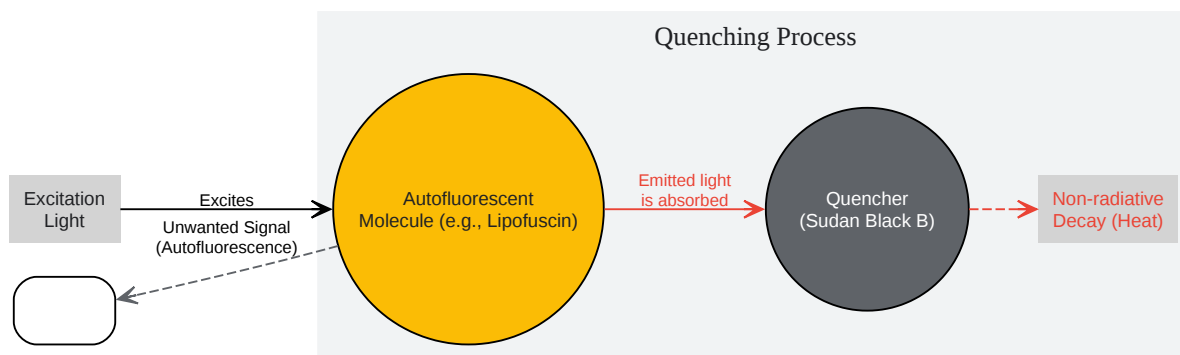 Quenching Process
Excitation
Light
Excites
Unwanted Signal
(Autofluorescence)
Autofluorescent
Molecule (e.g., Lipofuscin)
Emitted light
is absorbed
Quencher
(Sudan Black B)
Non-radiative
Decay (Heat)